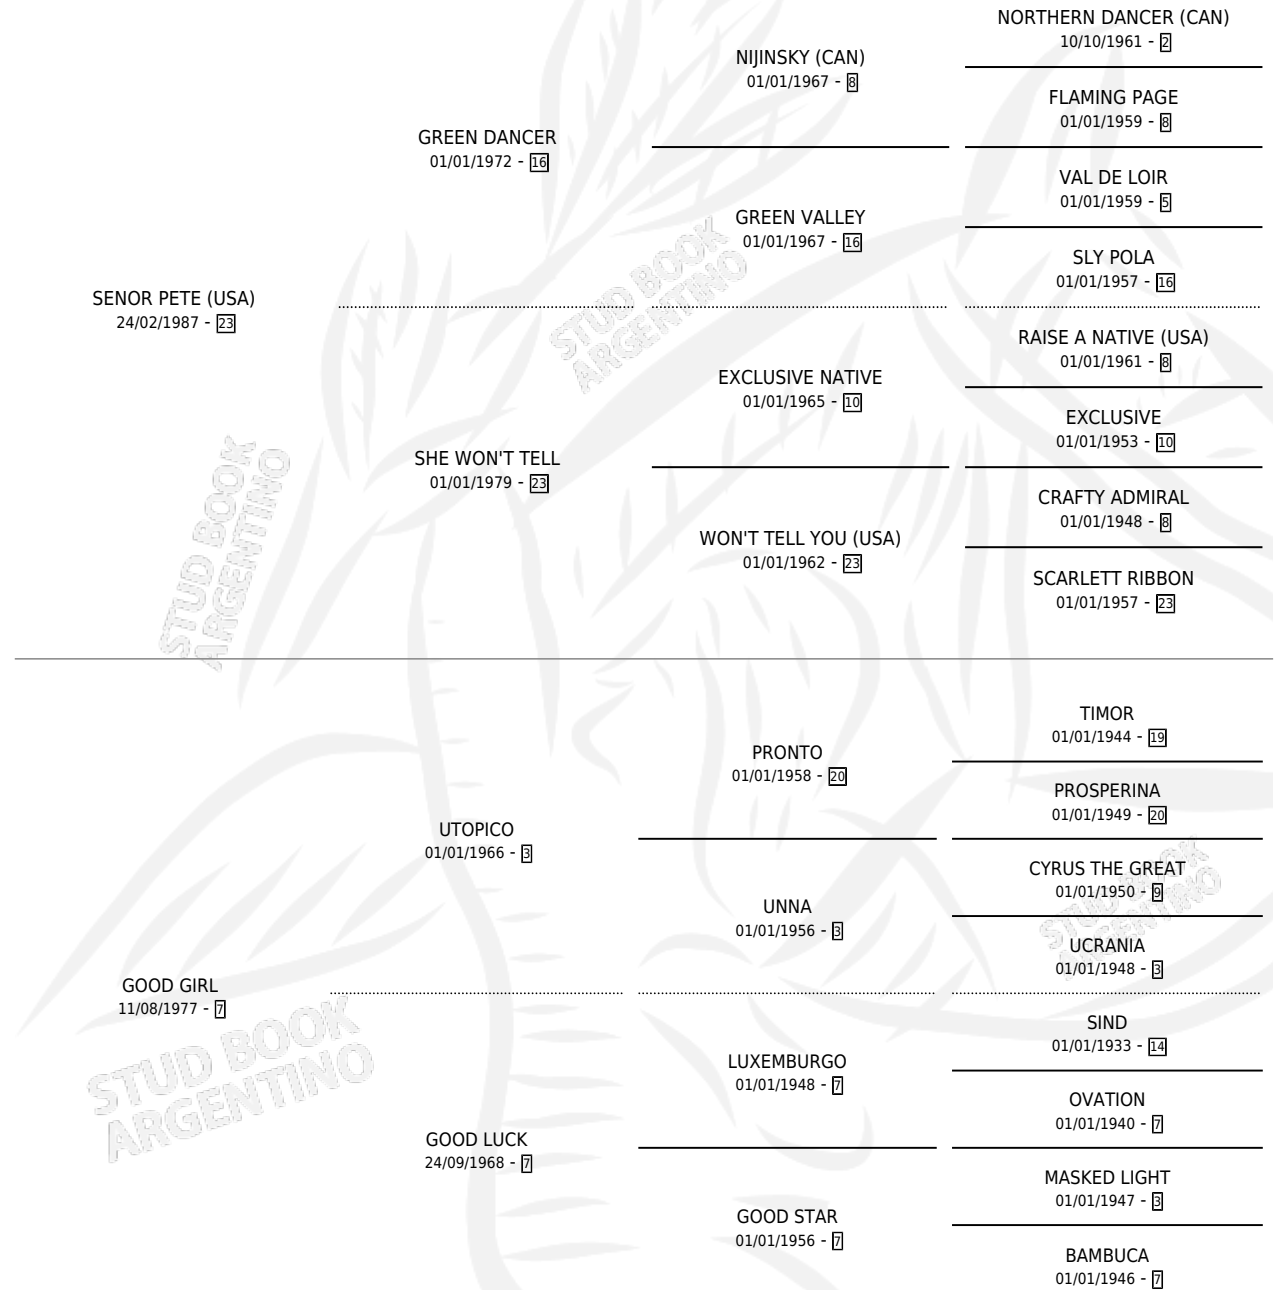 NORTHERN DANCER (CAN)
10/10/1961 - 2
NIJINSKY (CAN)
01/01/1967 - 8
FLAMING PAGE
01/01/1959 - 8
GREEN DANCER
01/01/1972 - 16
VAL DE LOIR
01/01/1959 - 5
GREEN VALLEY
01/01/1967 - 16
SLY POLA
01/01/1957 - 16
SENOR PETE (USA)
24/02/1987 - 23
RAISE A NATIVE (USA)
01/01/1961 - 8
EXCLUSIVE NATIVE
01/01/1965 - 10
EXCLUSIVE
01/01/1953 - 10
SHE WON'T TELL
01/01/1979 - 23
CRAFTY ADMIRAL
01/01/1948 - 8
WON'T TELL YOU (USA)
01/01/1962 - 23
SCARLETT RIBBON
01/01/1957 - 23
TIMOR
01/01/1944 - 19
PRONTO
01/01/1958 - 20
PROSPERINA
01/01/1949 - 20
UTOPICO
01/01/1966 - 3
CYRUS THE GREAT
01/01/1950 - 9
UNNA
01/01/1956 - 3
UCRANIA
01/01/1948 - 3
GOOD GIRL
11/08/1977 - 7
SIND
01/01/1933 - 14
LUXEMBURGO
01/01/1948 - 7
OVATION
01/01/1940 - 7
GOOD LUCK
24/09/1968 - 7
MASKED LIGHT
01/01/1947 - 3
GOOD STAR
01/01/1956 - 7
BAMBUCA
01/01/1946 - 7
STUD BOOK
ARGENTINO
STUD BOOK
ARGENTINO
STUD BOOK
ARGENTINO
STUD BOOK
ARGENTINO